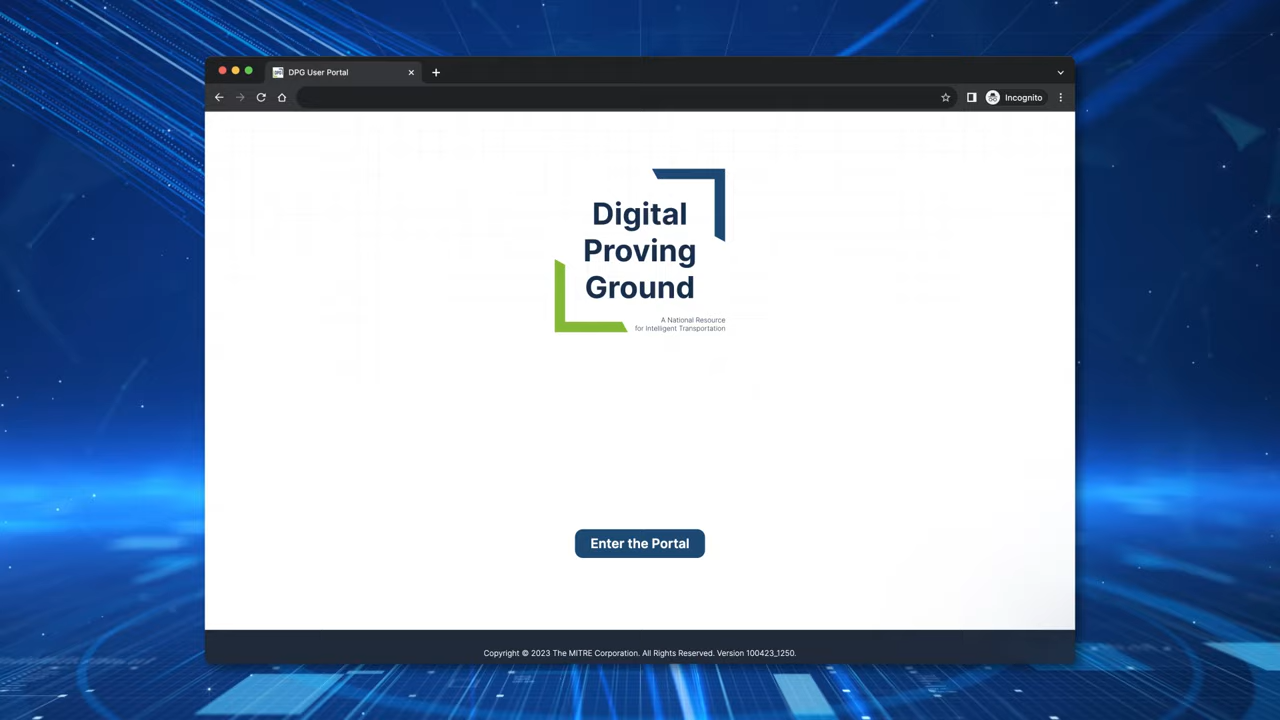 DPG User Portal
Incognito
Digital
Proving
Ground
A National Resource
for Intelligent Transportation
Enter the Portal
Copyright © 2023 The MITRE Corporation. All Rights Reserved. Version 100423_1250.